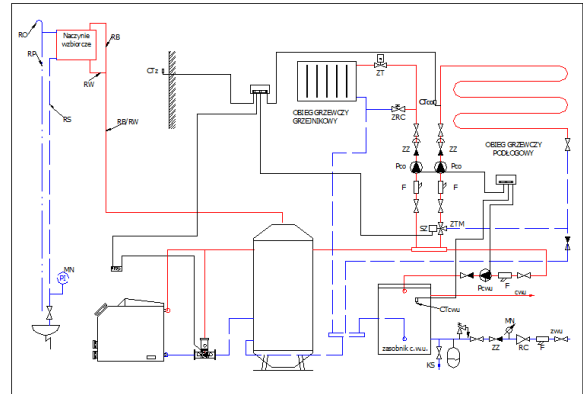 RO
RP
Naczynie
wzbiorcze
RB
RW
RS
RB/RW
MN
PI
CTz
OBIEG GRZEWCZY
GRZEJNIKOWY
ZT
ZRC
CTco
ZZ
ZZ
Pco
Pco
F
F
OBIEG GRZEWCZY
PODŁOGOWY
SZ
ZTM
Pcwu
F
cwu
CTcwu
zasobnik c.w.u.
KS
MN
ZZ
RC
F
zwu